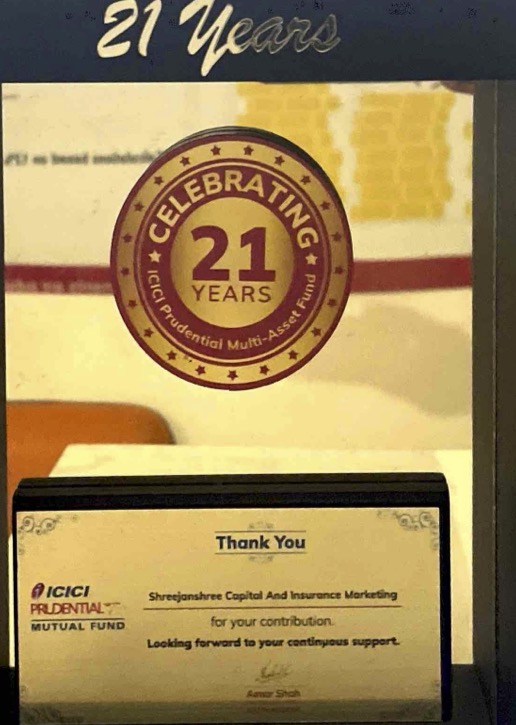 21 Years
CELEBRATING
21
YEARS
ICICI Prudential Multi-Asset Fund
Thank You
ICICI
PRUDENTIAL
MUTUAL FUND
Shreejanshree Capital And Insurance Marketing
for your contribution.
Looking forward to your continuous support.
Shah